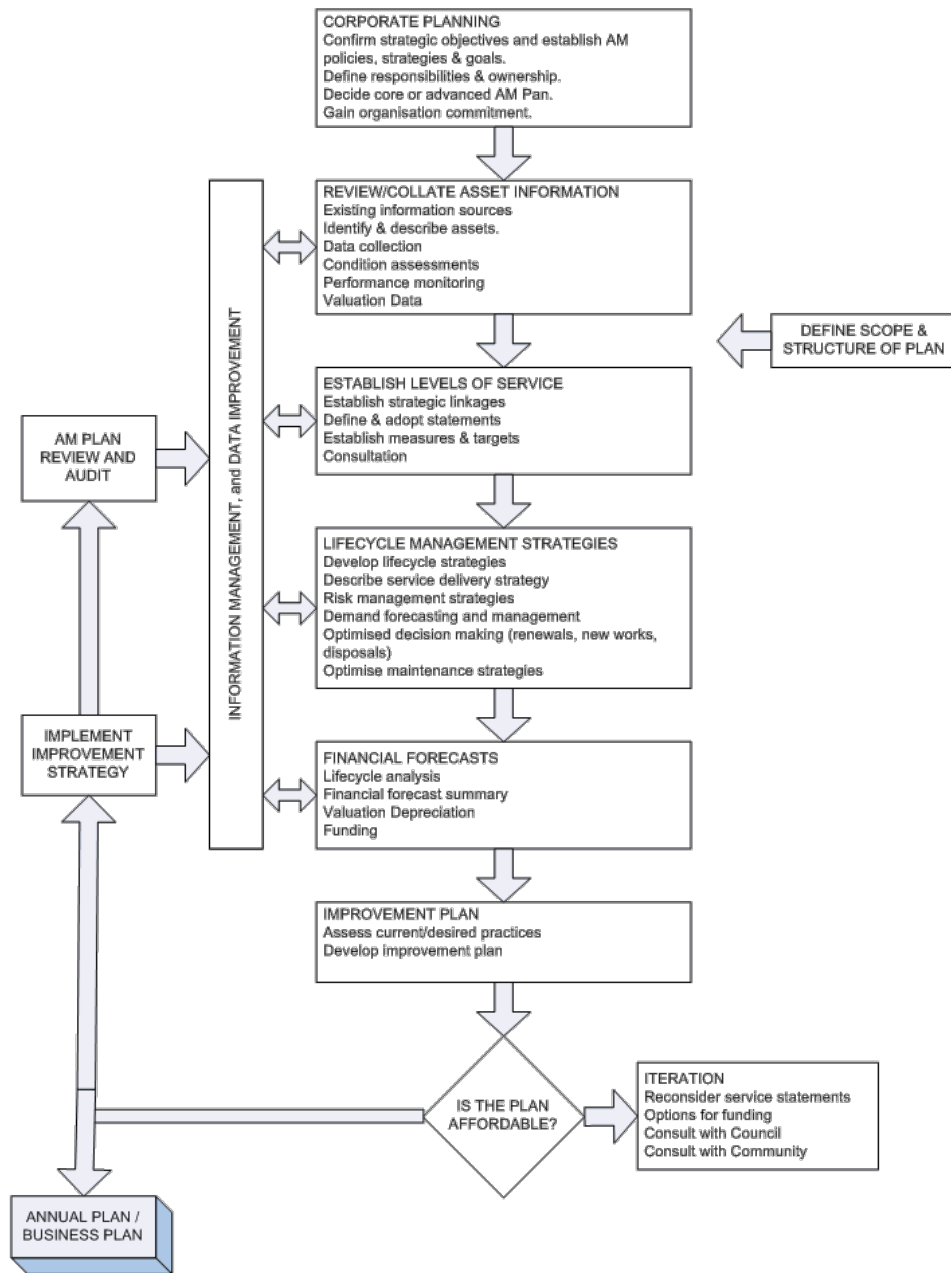 CORPORATE PLANNING
Confirm strategic objectives and establish AM
policies, strategies & goals.
Define responsibilities & ownership.
Decide core or advanced AM Pan.
Gain organisation commitment.
REVIEW/COLLATE ASSET INFORMATION
Existing information sources
Identify & describe assets.
Data collection
Condition assessments
Performance monitoring
Valuation Data
DEFINE SCOPE &
STRUCTURE OF PLAN
INFORMATION MANAGEMENT, and DATA IMPROVEMENT
ESTABLISH LEVELS OF SERVICE
Establish strategic linkages
Define & adopt statements
Establish measures & targets
Consultation
AM PLAN
REVIEW AND
AUDIT
LIFECYCLE MANAGEMENT STRATEGIES
Develop lifecycle strategies
Describe service delivery strategy
Risk management strategies
Demand forecasting and management
Optimised decision making (renewals, new works,
disposals)
Optimise maintenance strategies
IMPLEMENT
IMPROVEMENT
STRATEGY
FINANCIAL FORECASTS
Lifecycle analysis
Financial forecast summary
Valuation Depreciation
Funding
IMPROVEMENT PLAN
Assess current/desired practices
Develop improvement plan
IS THE PLAN
AFFORDABLE?
ITERATION
Reconsider service statements
Options for funding
Consult with Council
Consult with Community
ANNUAL PLAN /
BUSINESS PLAN